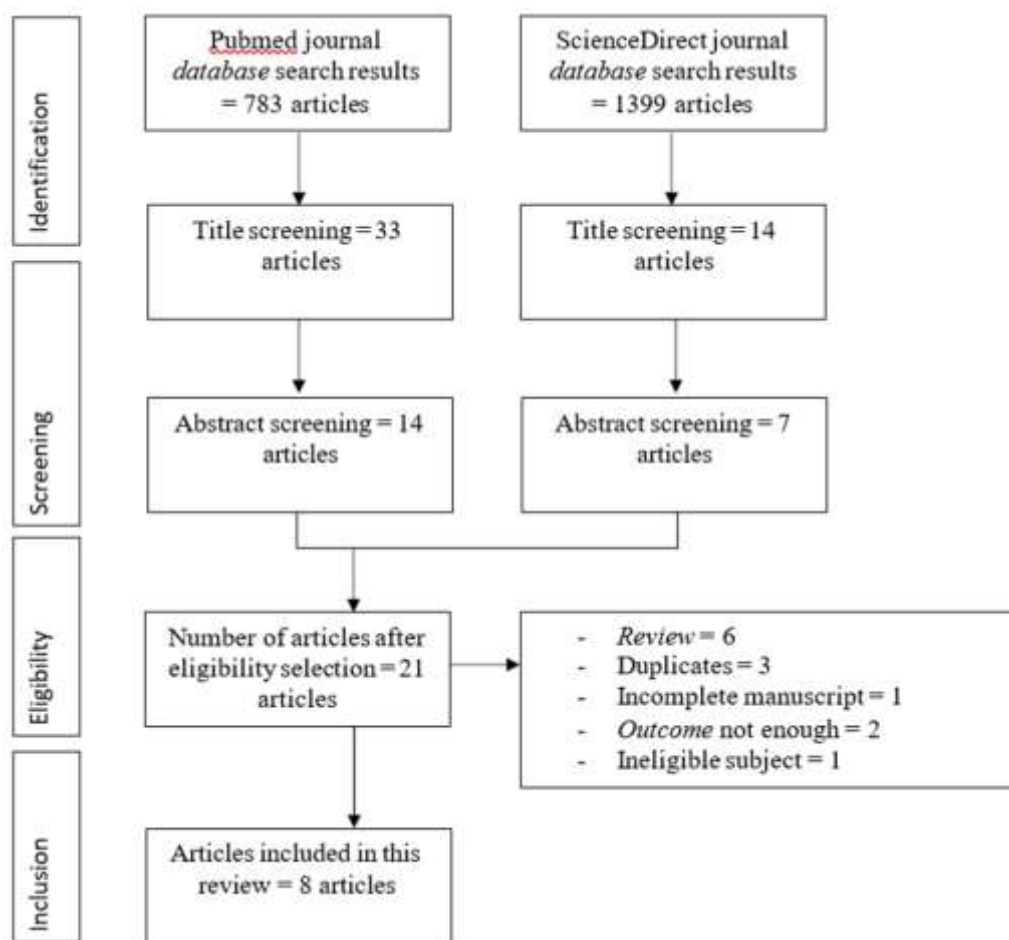 Identification
Pubmed journal
database search results
= 783 articles
ScienceDirect journal
database search results
= 1399 articles
Title screening = 33
articles
Title screening = 14
articles
Screening
Abstract screening = 14
articles
Abstract screening = 7
articles
Eligibility
Number of articles after
eligibility selection = 21
articles
- Review = 6
- Duplicates = 3
- Incomplete manuscript = 1
- Outcome not enough = 2
- Ineligible subject = 1
Inclusion
Articles included in this
review = 8 articles